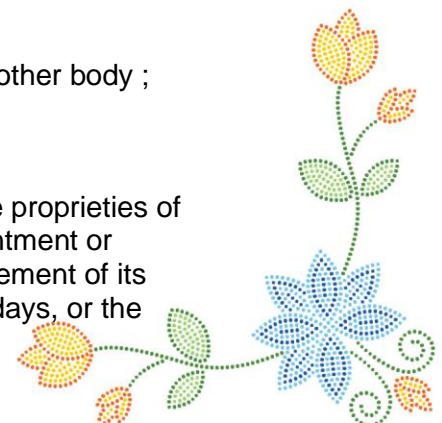 other body ;
proprieties of
ntment or
ement of its
days, or the